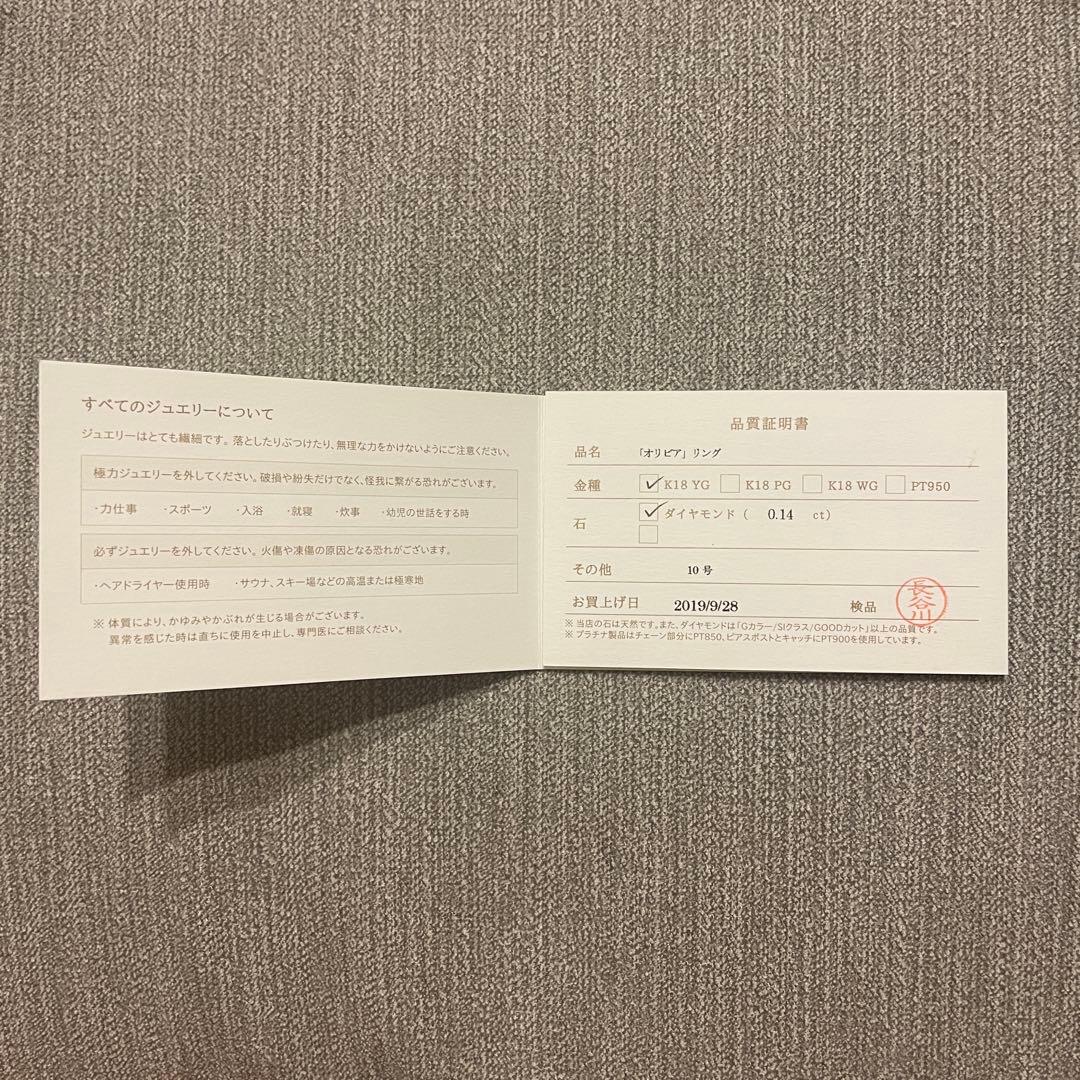 すべてのジュエリーについて
ジュエリーはとても繊細です。落としたりぶつけたり、無理な力をかけないようにご注意ください。
極力ジュエリーを外してください。破損や紛失だけでなく、怪我に繋がる恐れがございます。
・力仕事 ・スポーツ ・入浴 ・就寝 ・炊事 ・幼児の世話をする時
必ずジュエリーを外してください。火傷や凍傷の原因となる恐れがございます。
・ヘアドライヤー使用時 ・サウナ、スキー場などの高温または極寒地
※ 体質により、かゆみやかぶれが生じる場合がございます。
異常を感じた時は直ちに使用を中止し、専門医にご相談ください。
品質証明書
品名 「オリビア」リング
金種 ✓ K18 YG □ K18 PG □ K18 WG □ PT950
石 ✓ ダイヤモンド ( 0.14 ct)
□
その他 10号
お買上げ日 2019/9/28 検品 長谷川
※ 当店の石は天然です。また、ダイヤモンドは「Gカラー/SIクラス/GOODカット」以上の品質です。
※ プラチナ製品はチェーン部分にPT850、ピアスポストとキャッチにPT900を使用しています。